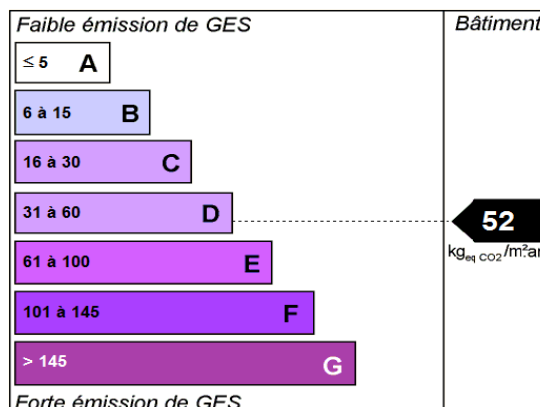 Faible émission de GES
Bâtiment
≤ 5 A
6 à 15 B
16 à 30 C
31 à 60 D
52
kgeq CO2/m².an
61 à 100 E
101 à 145 F
> 145 G
Forte émission de GES